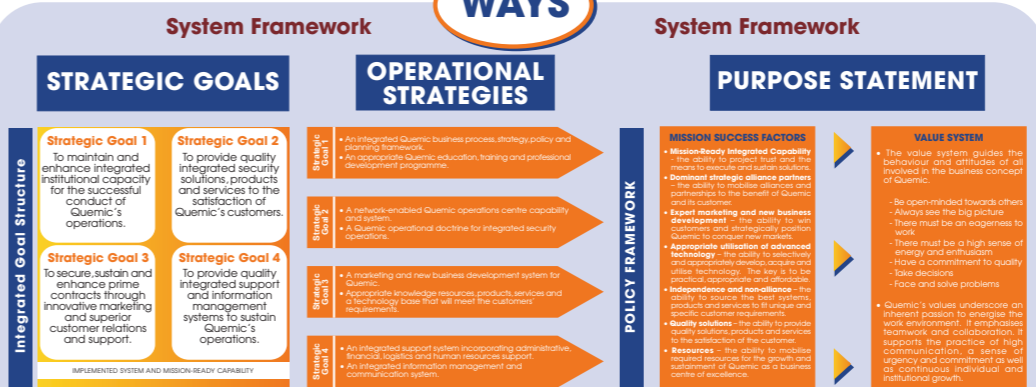 WAYS
System Framework
System Framework
STRATEGIC GOALS
OPERATIONAL
STRATEGIES
PURPOSE STATEMENT
Integrated Goal Structure
Strategic Goal 1
To maintain and
enhance integrated
institutional capacity
for the successful
conduct of
Quemic's
operations.
Strategic Goal 2
To provide quality
integrated security
solutions, products
and services to the
satisfaction of
Quemic's customers.
Strategic Goal 3
To secure,sustain and
enhance prime
contracts through
innovative marketing
and superior
customer relations
and support.
Strategic Goal 4
To provide quality
integrated support
and information
management
systems to sustain
Quemic's
operations.
IMPLEMENTED SYSTEM AND MISSION-READY CAPABILITY
Strategic
Goal 1
• An integrated Quemic business process,strategy,policy and
planning framework.
• An appropriate Quemic education,training and professional
development programme.
Strategic
Goal 2
• A network-enabled Quemic operations centre capability
and system.
• A Quemic operational doctrine for integrated security
operations.
Strategic
Goal 3
• A marketing and new business development system for
Quemic.
• Appropriate knowledge resources,products,services and
a technology base that will meet the customers'
requirements.
Strategic
Goal 4
• An integrated support system incorporating administrative,
financial,logistics and human resources support.
• An integrated information management and
communication system.
POLICY FRAMEWORK
MISSION SUCCESS FACTORS
• Mission-Ready Integrated Capability
- the ability to project trust and the
means to execute and sustain solutions.
• Dominant strategic alliance partners
– the ability to mobilise alliances and
partnerships to the benefit of Quemic
and its customer.
• Expert marketing and new business
development – the ability to win
customers and strategically position
Quemic to conquer new markets.
• Appropriate utilisation of advanced
technology – the ability to selectively
and appropriately develop,acquire and
utilise technology. The key is to be
practical, appropriate and affordable.
• Independence and non-alliance – the
ability to source the best systems,
products and services to fit unique and
specific customer requirements.
• Quality solutions – the ability to provide
quality solutions, products and services
to the satisfaction of the customer.
• Resources – the ability to mobilise
required resources for the growth and
sustainment of Quemic as a business
centre of excellence.
VALUE SYSTEM
• The value system guides the
behaviour and attitudes of all
involved in the business concept
of Quemic.
- Be open-minded towards others
- Always see the big picture
- There must be an eagerness to
work
- There must be a high sense of
energy and enthusiasm
- Have a commitment to quality
- Take decisions
- Face and solve problems
• Quemic's values underscore an
inherent passion to energise the
work environment. It emphasises
teamwork and collaboration. It
supports the practice of high
communication, a sense of
urgency and commitment as well
as continuous individual and
institutional growth.